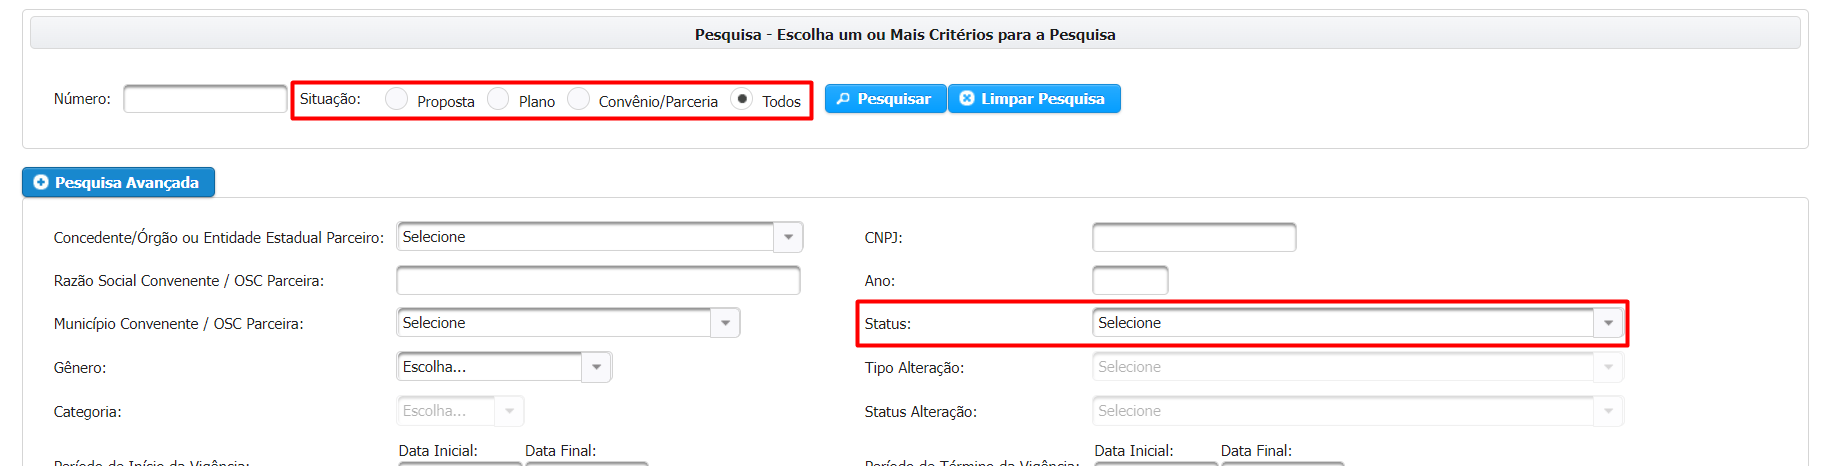 Pesquisa - Escolha um ou Mais Critérios para a Pesquisa
Número: Situação: Proposta Plano Convênio/Parceria Todos Pesquisar Limpar Pesquisa
Pesquisa Avançada
Concedente/Órgão ou Entidade Estadual Parceiro: Selecione CNPJ:
Razão Social Convenente / OSC Parceira: Ano:
Município Convenente / OSC Parceira: Selecione Status: Selecione
Gênero: Escolha... Tipo Alteração: Selecione
Categoria: Escolha... Status Alteração: Selecione
Data Inicial: Data Final: Data Inicial: Data Final:
Período de Início da Vigência: Período de Término da Vigência: